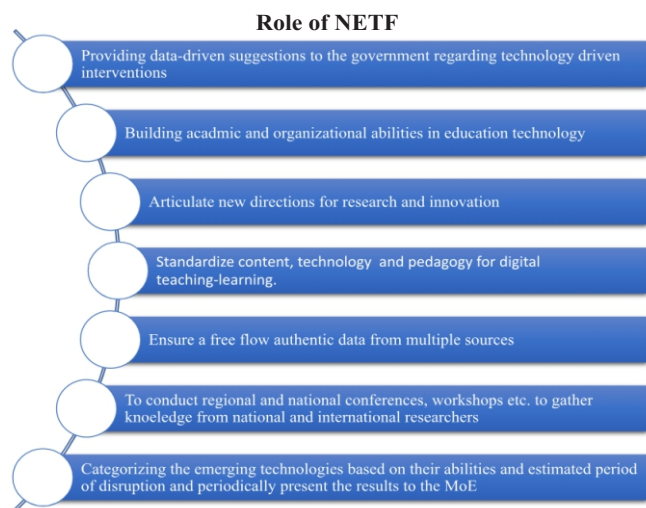 Role of NETF
Providing data-driven suggestions to the government regarding technology driven
interventions
Building acadmic and organizational abilities in education technology
Articulate new directions for research and innovation
Standardize content, technology and pedagogy for digital
teaching-learning.
Ensure a free flow authentic data from multiple sources
To conduct regional and national conferences, workshops etc. to gather
knoeledge from national and international researchers
Categorizing the emerging technologies based on their abilities and estimated period
of disruption and periodically present the results to the MoE